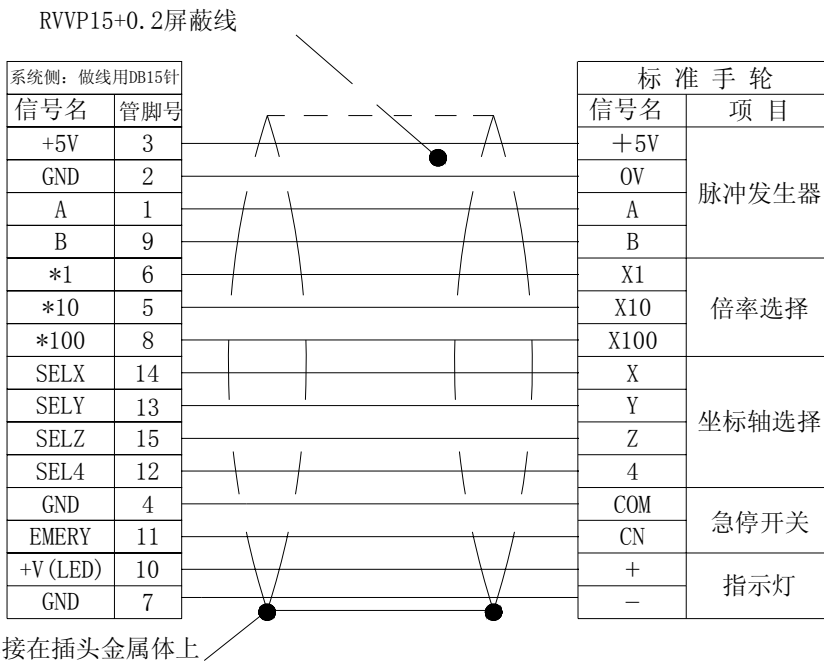 RVVP15+0.2屏蔽线
系统侧：做线用DB15针 标 准 手 轮
信号名 管脚号 信号名 项 目
+5V 3 +5V
GND 2 0V
A 1 A
B 9 B
脉冲发生器
*1 6 X1
*10 5 X10
*100 8 X100
倍率选择
SELX 14 X
SELY 13 Y
SELZ 15 Z
SEL4 12 4
坐标轴选择
GND 4 COM
EMERY 11 CN
急停开关
+V(LED) 10 +
GND 7 −
指示灯
接在插头金属体上